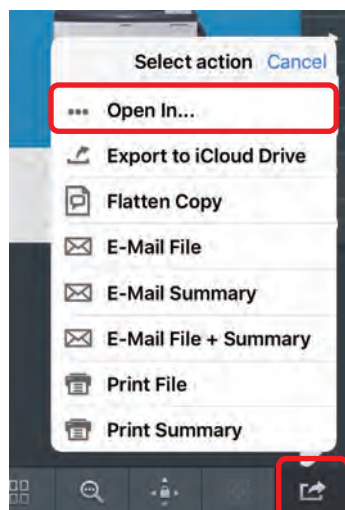 Select action Cancel
Open In...
Export to iCloud Drive
Flatten Copy
E-Mail File
E-Mail Summary
E-Mail File + Summary
Print File
Print Summary